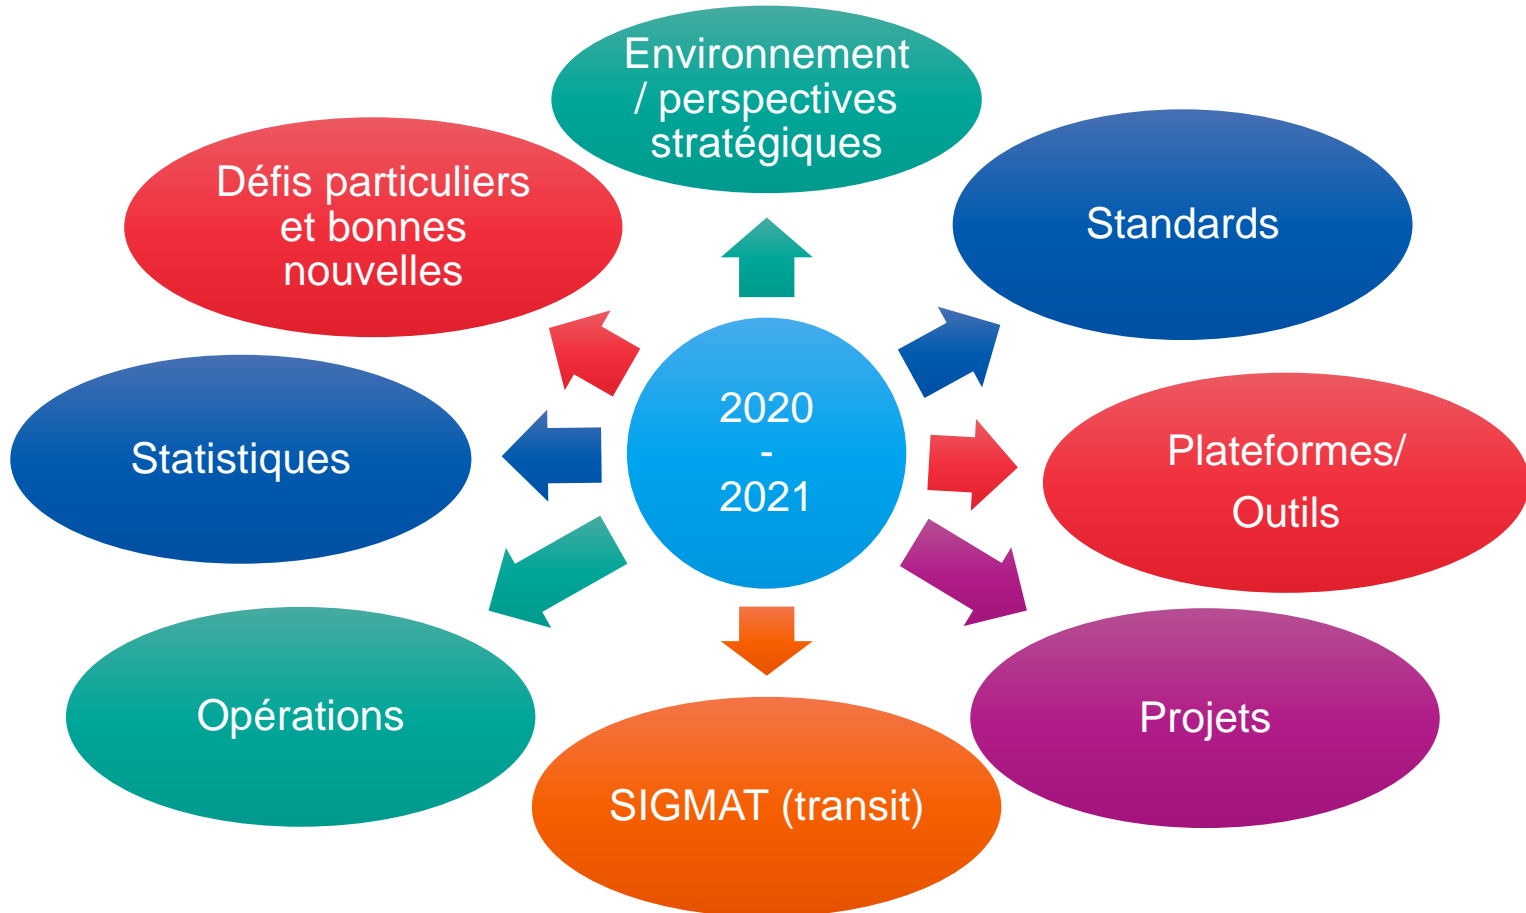 Environnement
/ perspectives
stratégiques
Standards
Plateformes/
Outils
Projets
SIGMAT (transit)
Opérations
Statistiques
Défis particuliers
et bonnes
nouvelles
2020
-
2021